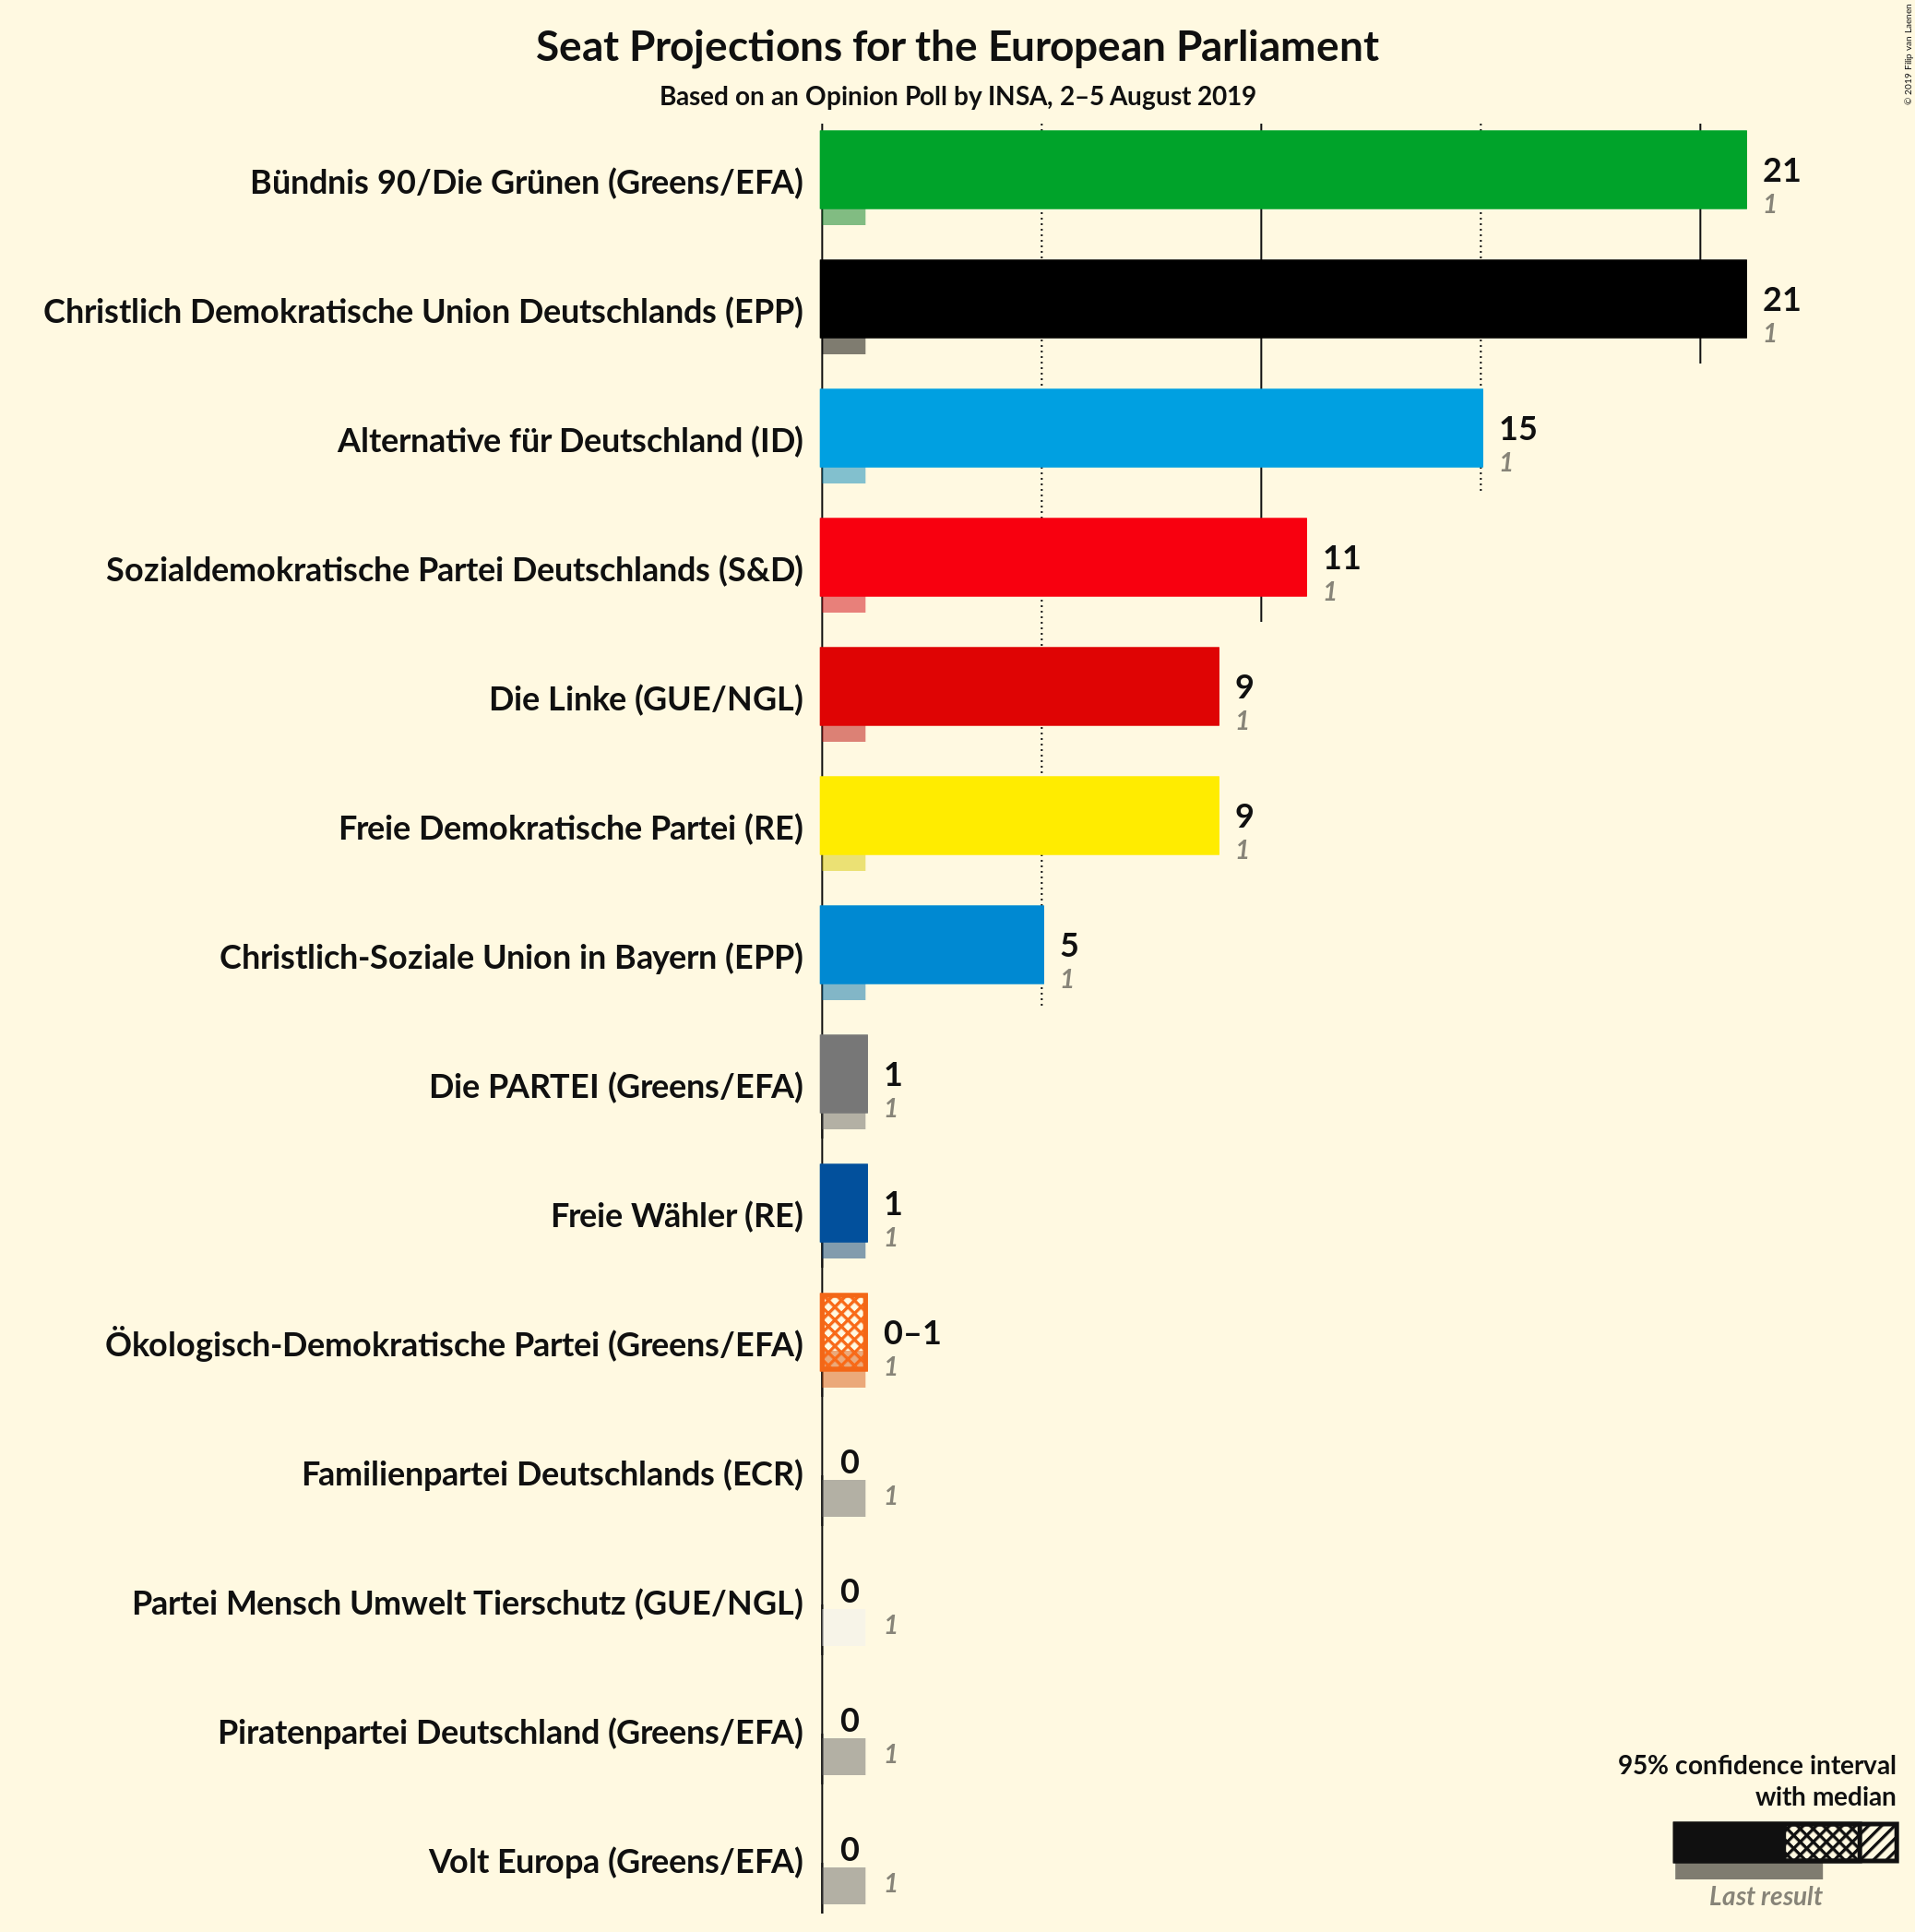 Seat Projections for the European Parliament
Based on an Opinion Poll by INSA, 2–5 August 2019
© 2019 Filip van Laenen
Bündnis 90/Die Grünen (Greens/EFA)
21
1
Christlich Demokratische Union Deutschlands (EPP)
21
1
Alternative für Deutschland (ID)
15
1
Sozialdemokratische Partei Deutschlands (S&D)
11
1
Die Linke (GUE/NGL)
9
1
Freie Demokratische Partei (RE)
9
1
Christlich-Soziale Union in Bayern (EPP)
5
1
Die PARTEI (Greens/EFA)
1
1
Freie Wähler (RE)
1
1
Ökologisch-Demokratische Partei (Greens/EFA)
0–1
1
Familienpartei Deutschlands (ECR)
0
1
Partei Mensch Umwelt Tierschutz (GUE/NGL)
0
1
Piratenpartei Deutschland (Greens/EFA)
0
1
Volt Europa (Greens/EFA)
0
1
95% confidence interval
with median
Last result